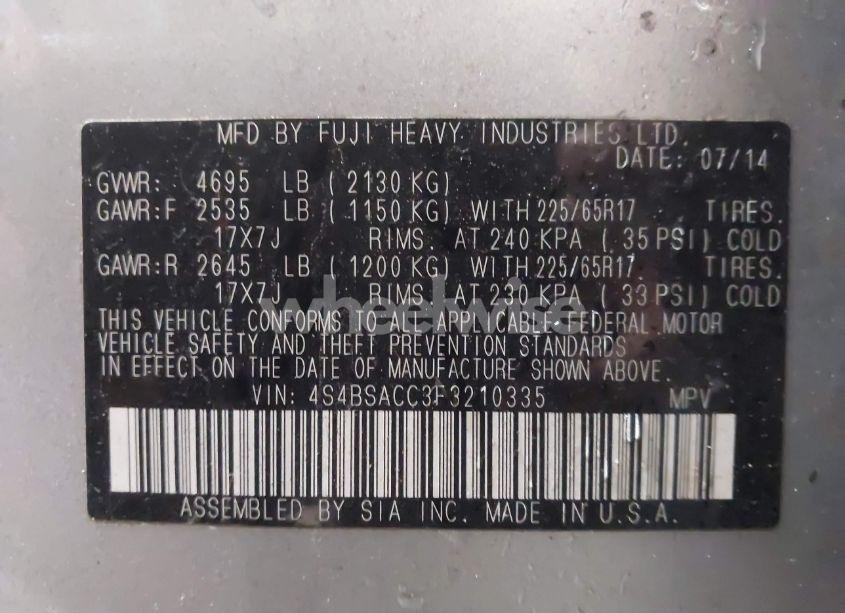 MFD BY FUJI HEAVY INDUSTRIES LTD.
DATE: 07/14
GVWR: 4695 LB ( 2130 KG)
GAWR:F 2535 LB ( 1150 KG) WITH 225/65R17 TIRES.
17X7J RIMS. AT 240 KPA ( 35 PSI) COLD
GAWR:R 2645 LB ( 1200 KG) WITH 225/65R17 TIRES.
17X7J RIMS. AT 230 KPA ( 33 PSI) COLD
wheelwise
THIS VEHICLE CONFORMS TO ALL APPLICABLE FEDERAL MOTOR
VEHICLE SAFETY AND THEFT PREVENTION STANDARDS
IN EFFECT ON THE DATE OF MANUFACTURE SHOWN ABOVE.
VIN: 4S4BSACC3F3210335 MPV
ASSEMBLED BY SIA INC. MADE IN U.S.A.